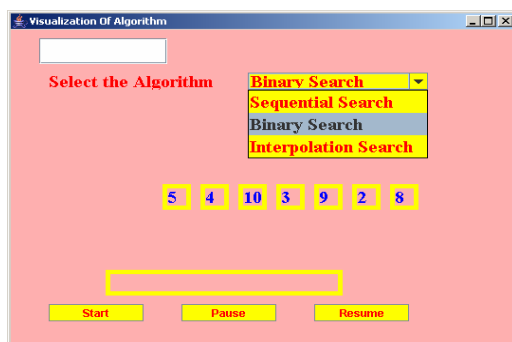 Visualization Of Algorithm
Select the Algorithm Binary Search
Sequential Search
Binary Search
Interpolation Search
5 4 10 3 9 2 8
Start Pause Resume